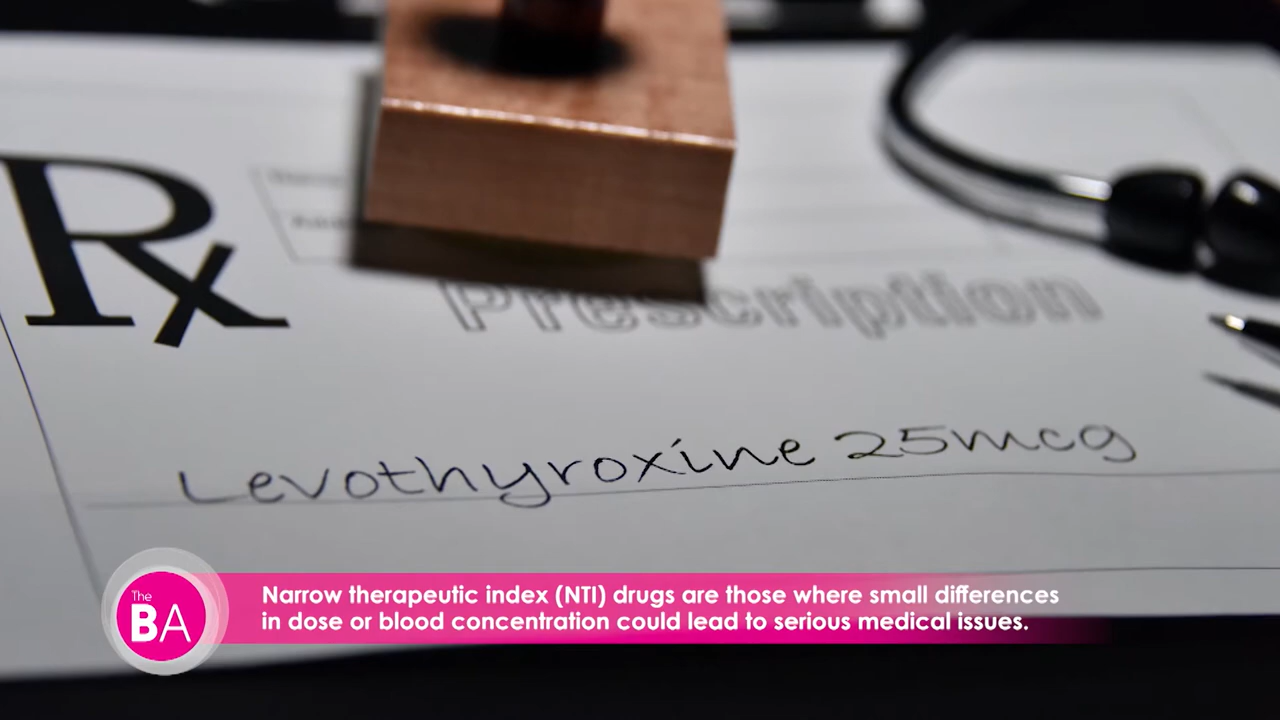 Rx
Prescription
Levothyroxine 25mcg
The
BA
Narrow therapeutic index (NTI) drugs are those where small differences
in dose or blood concentration could lead to serious medical issues.